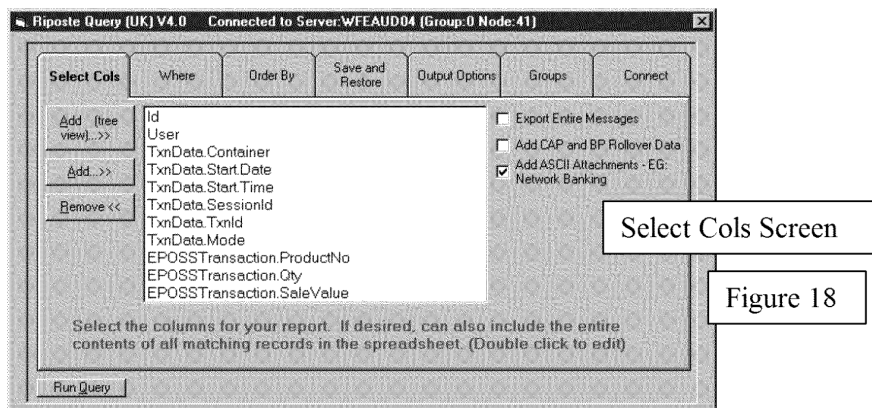 Riposte Query (UK) V4.0 Connected to Server:WFEAUD04 (Group:0 Node:41)
Select Cols
Where
Order By
Save and
Restore
Output Options
Groups
Connect
Add (tree
view)...>>
Add...>>
Remove <<
Id
User
TxnData.Container
TxnData.Start.Date
TxnData.Start.Time
TxnData.SessionId
TxnData.TxnId
TxnData.Mode
EPOSSTransaction.ProductNo
EPOSSTransaction.Qty
EPOSSTransaction.SaleValue
Export Entire Messages
Add CAP and BP Rollover Data
Add ASCII Attachments - EG:
Network Banking
Select Cols Screen
Figure 18
Select the columns for your report. If desired, can also include the entire
contents of all matching records in the spreadsheet. (Double click to edit)
Run Query